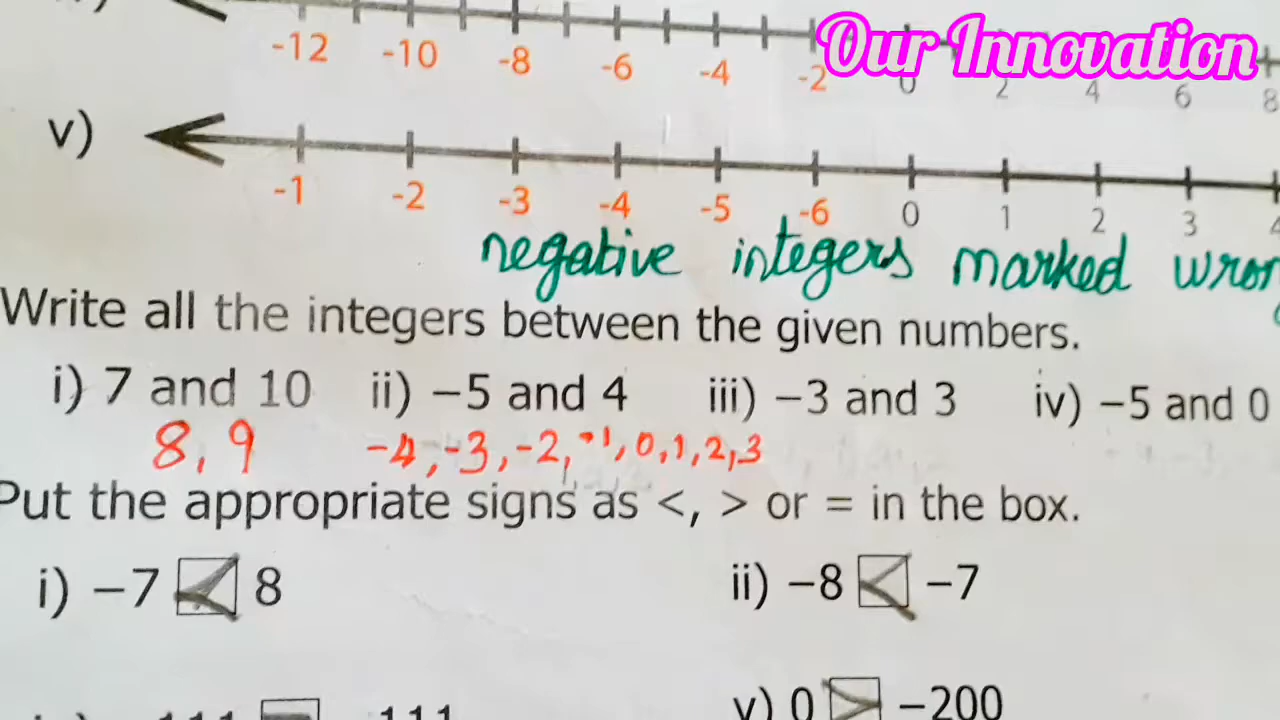 Our Innovation
-12 -10 -8 -6 -4 -2 0 2 4 6 8
v)
-1 -2 -3 -4 -5 -6 0 1 2 3 4
negative integers marked
Write all the integers between the given numbers.
i) 7 and 10 ii) −5 and 4 iii) −3 and 3 iv) −5 and 0
8, 9 -4, -3, -2, -1, 0, 1, 2, 3
Put the appropriate signs as <, > or = in the box.
i) −7 < 8 ii) −8 < −7
v) 0 > −200